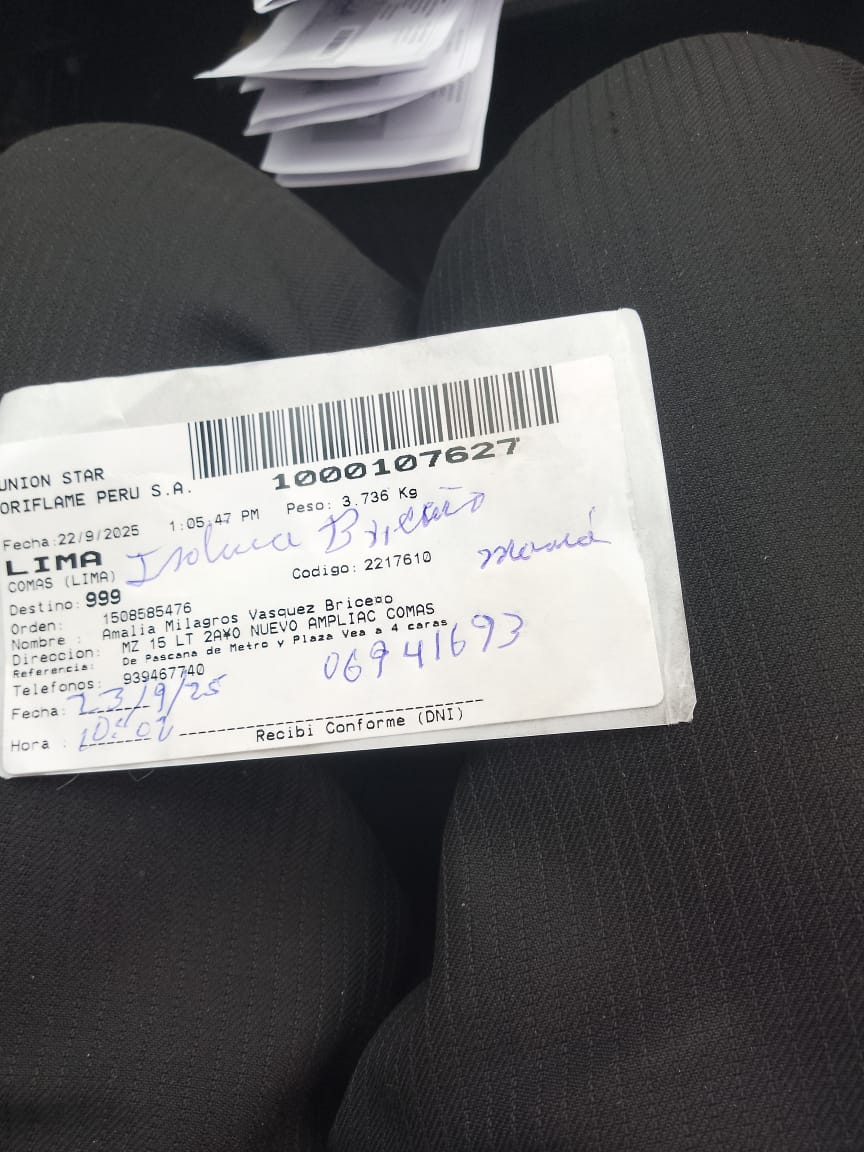 1000107627
UNION STAR
ORIFLAME PERU S.A.
Fecha:22/9/2025 1:05:47 PM Peso: 3.736 Kg
LIMA
Briceño
COMAS (LIMA) Codigo: 2217610 mamá
Destino: 999
Orden: 1508585476
Nombre : Amalia Milagros Vasquez Briceno
Direccion: MZ 15 LT 2A¥O NUEVO AMPLIAC COMAS
Referencia: De Pascana de Metro y Plaza Vea a 4 caras
Telefonos: 939467740 06941693
Fecha: 23/9/25
Hora : 10:02
Recibi Conforme (DNI)